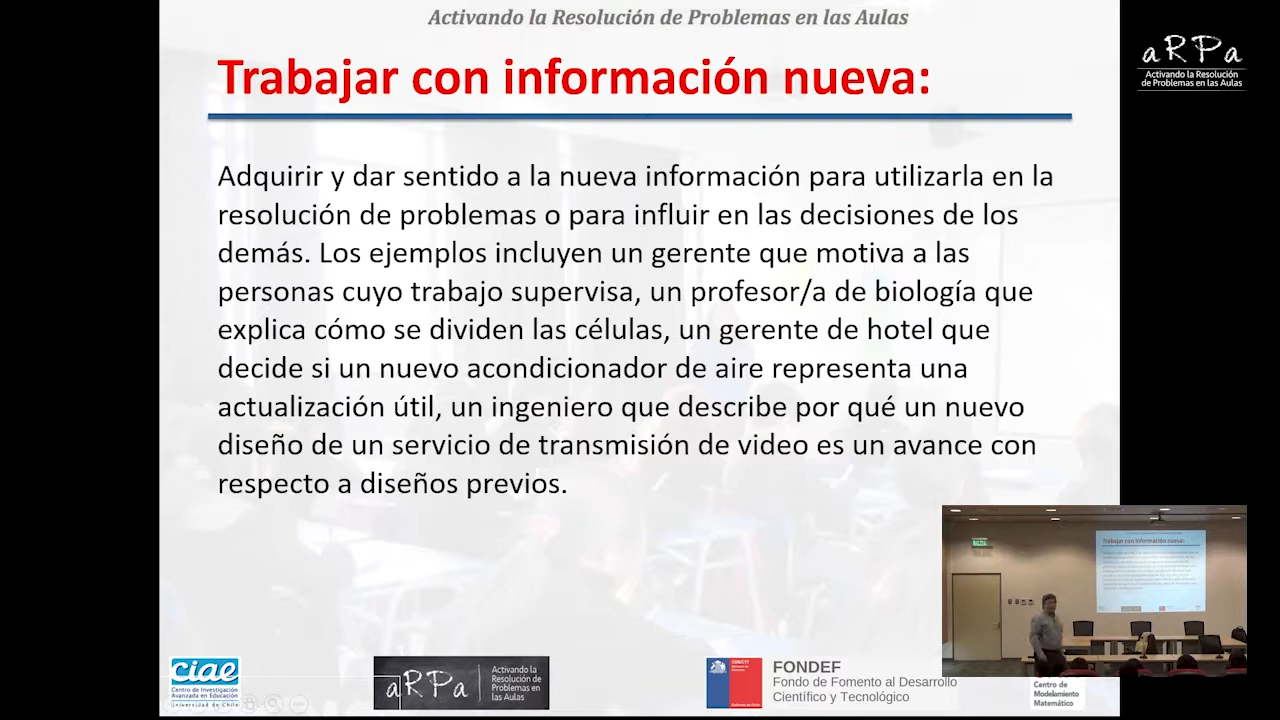 Activando la Resolución de Problemas en las Aulas
Trabajar con información nueva:
Adquirir y dar sentido a la nueva información para utilizarla en la
resolución de problemas o para influir en las decisiones de los
demás. Los ejemplos incluyen un gerente que motiva a las
personas cuyo trabajo supervisa, un profesor/a de biología que
explica cómo se dividen las células, un gerente de hotel que
decide si un nuevo acondicionador de aire representa una
actualización útil, un ingeniero que describe por qué un nuevo
diseño de un servicio de transmisión de video es un avance con
respecto a diseños previos.
aRPa
Activando la Resolución
de Problemas en las Aulas
Trabajar con información nueva:
ciae
Centro de Investigación
Avanzada en Educación
Universidad de Chile
aRPa
Activando la
Resolución de
Problemas en
las Aulas
CONICYT
FONDEF
Fondo de Fomento al Desarrollo
Científico y Tecnológico
Centro de
Modelamiento
Matemático